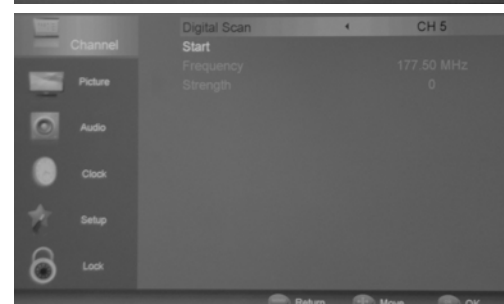 Channel
Picture
Audio
Clock
Setup
Lock
Digital Scan CH 5
Start
Frequency 177.50 MHz
Strength 0
Return Move OK